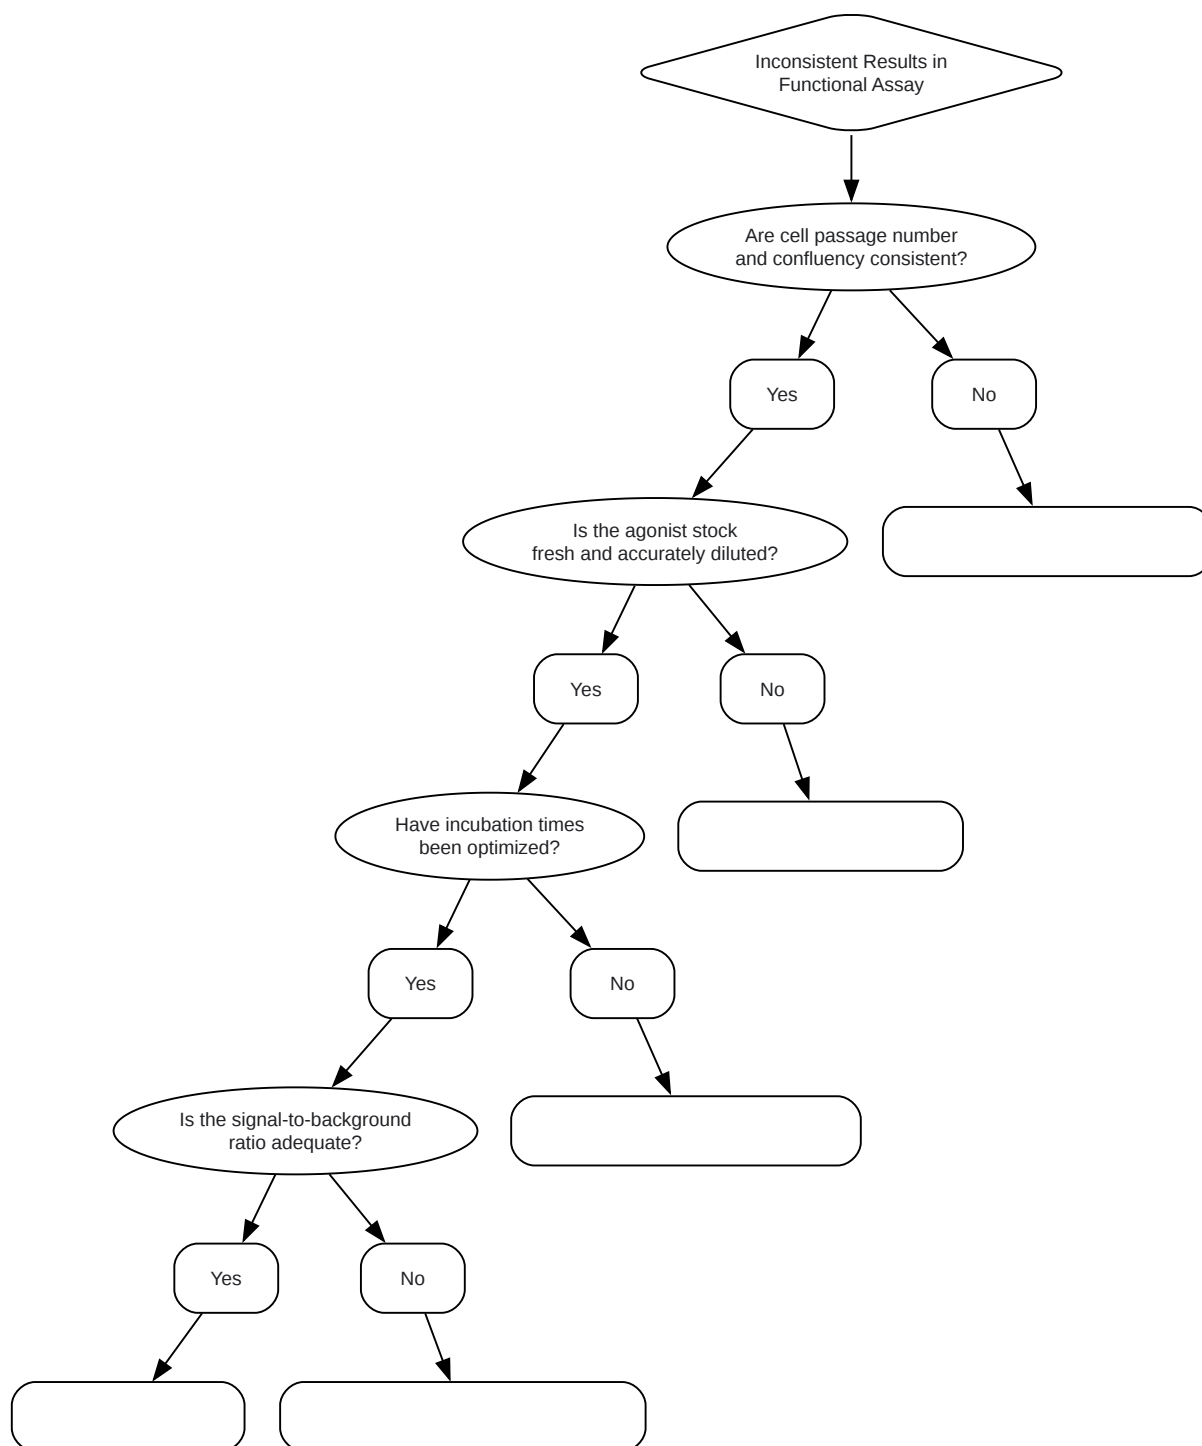 Inconsistent Results in
Functional Assay
Are cell passage number
and confluency consistent?
Yes
No
Is the agonist stock
fresh and accurately diluted?
Yes
No
Have incubation times
been optimized?
Yes
No
Is the signal-to-background
ratio adequate?
Yes
No